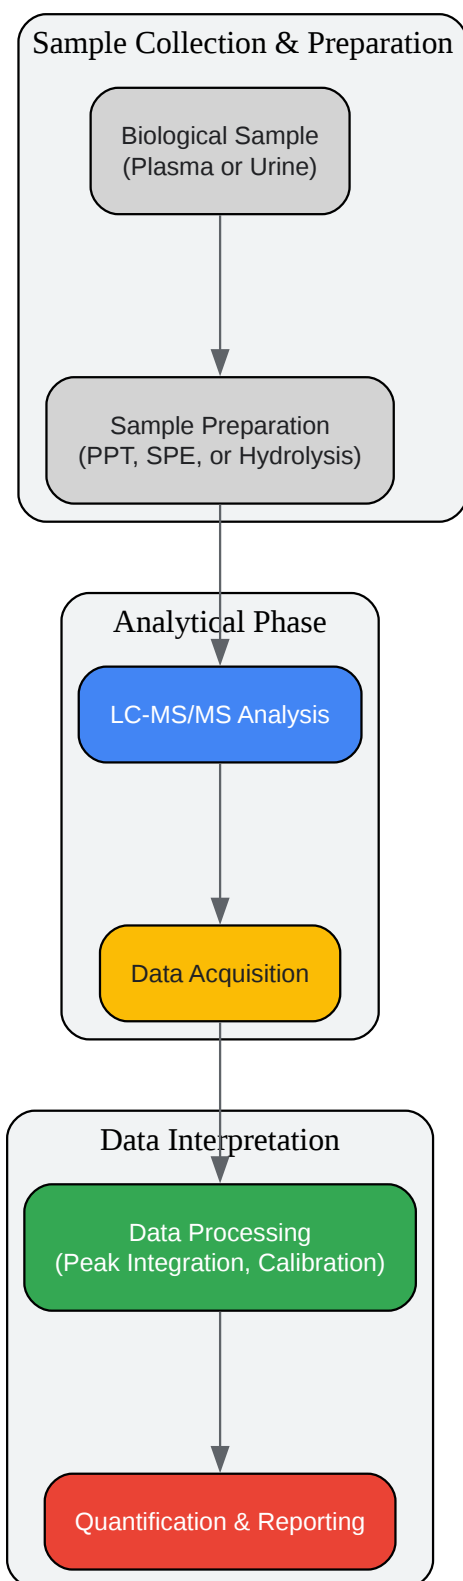 Sample Collection & Preparation
Biological Sample
(Plasma or Urine)
Sample Preparation
(PPT, SPE, or Hydrolysis)
Analytical Phase
LC-MS/MS Analysis
Data Acquisition
Data Interpretation
Data Processing
(Peak Integration, Calibration)
Quantification & Reporting